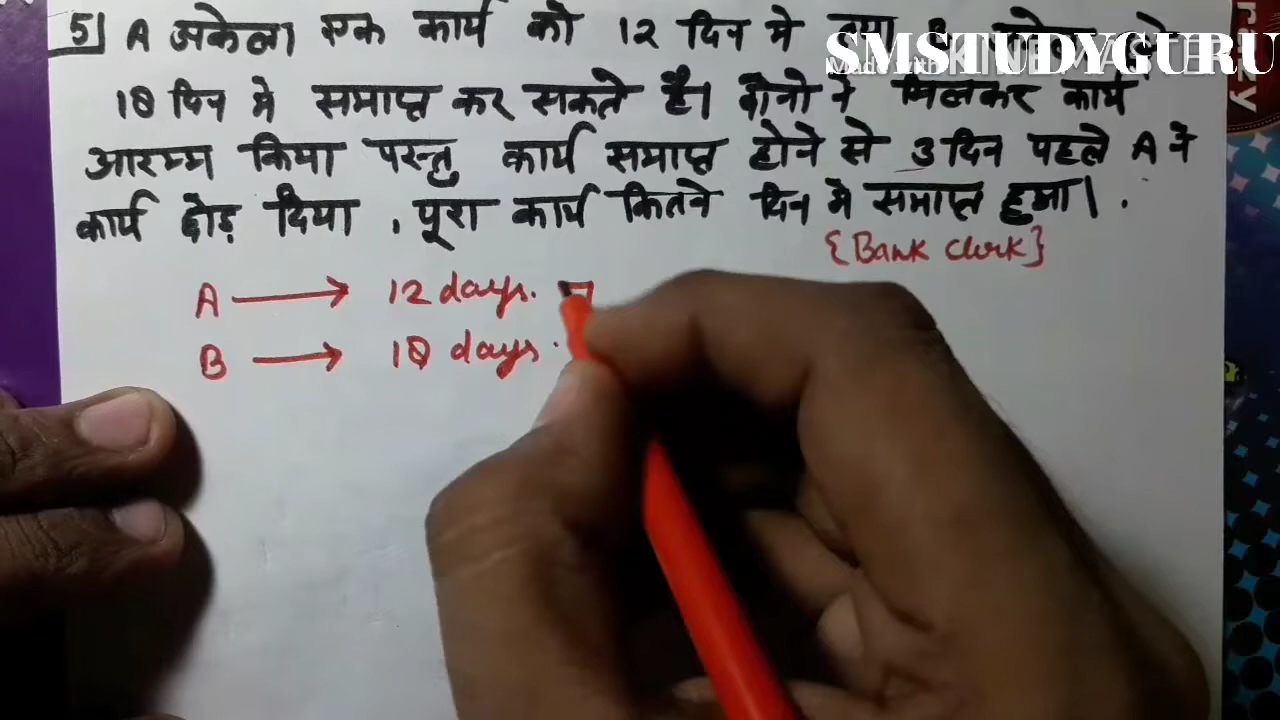 5| A अकेला एक कार्य को 12 दिन मे
SMSTUDYGURU
18 दिन मे समाप्त कर सकते है। दोनो ने मिलकर कार्य
आरम्भ किया परन्तु कार्य समाप्त होने से 3 दिन पहले A ने
कार्य छोड़ दिया . पूरा कार्य कितने दिन मे समाप्त हुआ। .
{Bank Clerk}
A → 12 days.
B → 18 days.
razzy